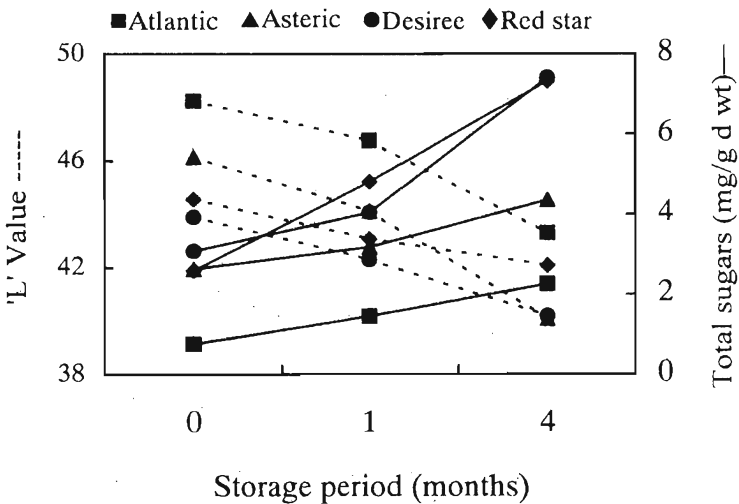 ■Atlantic ▲Asteric ●Desiree ◆Red star
50
46
42
38
'L' Value -----
8
6
4
2
0
Total sugars (mg/g d wt)—
0 1 4
Storage period (months)